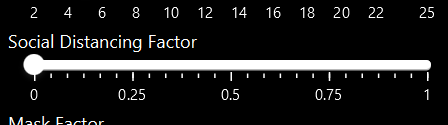 2 4 6 8 10 12 14 16 18 20 22 25
Social Distancing Factor
0 0.25 0.5 0.75 1
Mask Factor